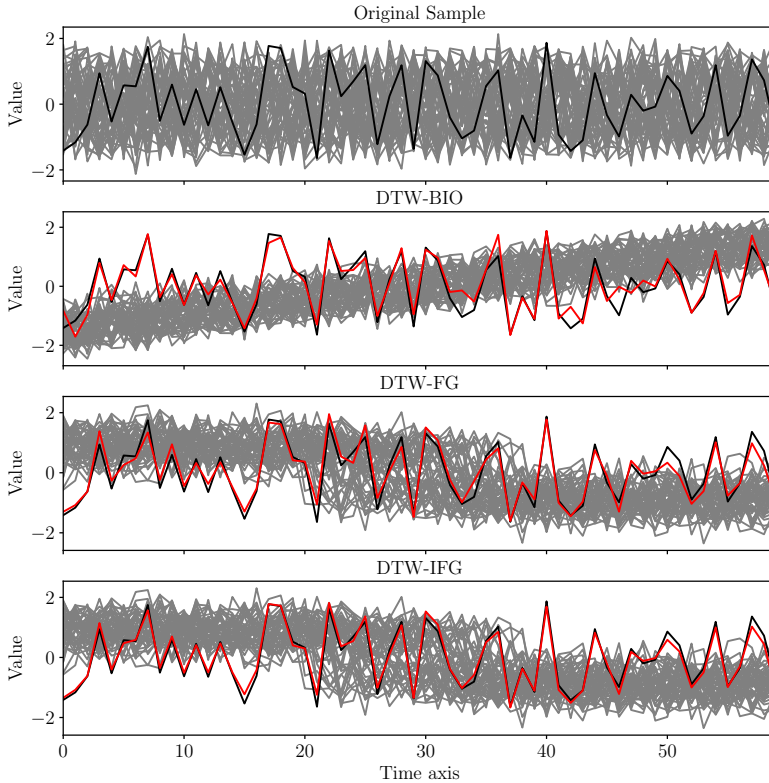 Original Sample
2
0
−2
Value
DTW-BIO
2
0
−2
Value
DTW-FG
2
0
−2
Value
DTW-IFG
2
0
−2
Value
0 10 20 30 40 50
Time axis